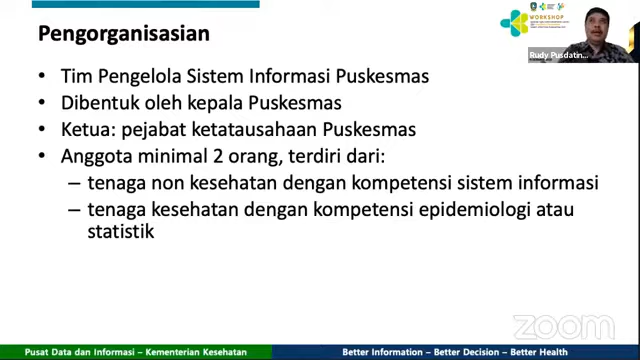 WORKSHOP
Pengorganisasian
Rudy Pusdatin...
• Tim Pengelola Sistem Informasi Puskesmas
• Dibentuk oleh kepala Puskesmas
• Ketua: pejabat ketatausahaan Puskesmas
• Anggota minimal 2 orang, terdiri dari:
– tenaga non kesehatan dengan kompetensi sistem informasi
– tenaga kesehatan dengan kompetensi epidemiologi atau
statistik
zoom
Pusat Data dan Informasi – Kementerian Kesehatan
Better Information – Better Decision – Better Health